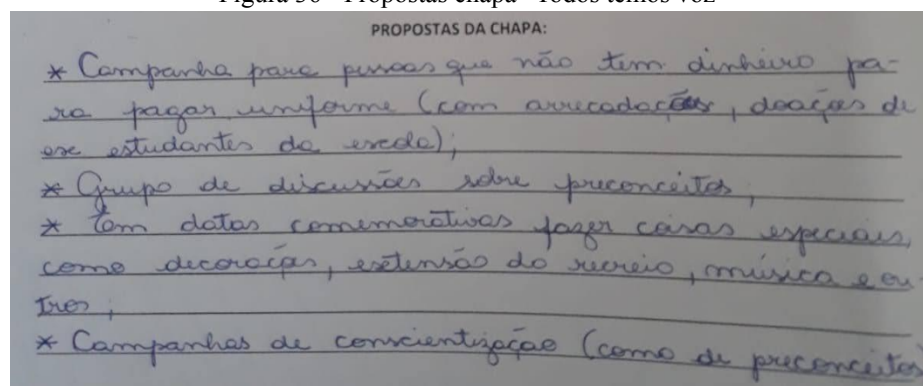 Figura 30 - Propostas chapa "Todos temos voz"
PROPOSTAS DA CHAPA:
* Campanha para pessoas que não tem dinheiro pa-
ra pagar uniforme (com arrecadações, doações de
ex estudantes da escola);
* Grupo de discussões sobre preconceitos;
* Em datas comemorativas fazer coisas especiais,
como decoração, extensão do recreio, música e ou
tros;
* Campanhas de conscientização (como de preconceitos)